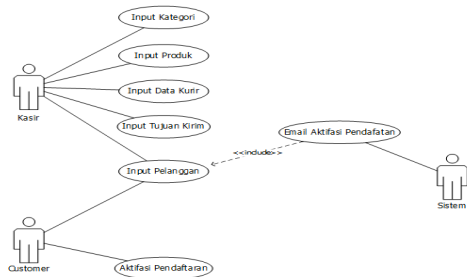 Input Kategori
Input Produk
Input Data Kurir
Kasir
Input Tujuan Kirim
Email Aktifasi Pendafatan
<<include>>
Input Pelanggan
Sistem
Customer
Aktifasi Pendaftaran